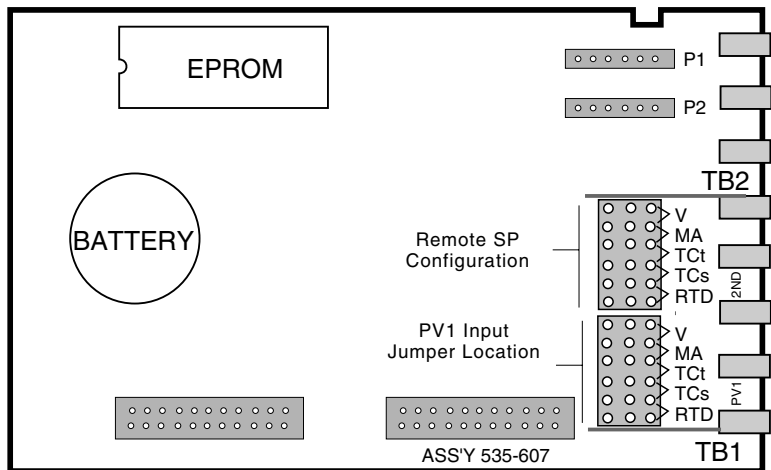 EPROM
P1
P2
TB2
BATTERY
Remote SP
Configuration
V
MA
TCt
TCs
RTD
2ND
PV1 Input
Jumper Location
V
MA
TCt
TCs
RTD
PV1
ASS'Y 535-607
TB1